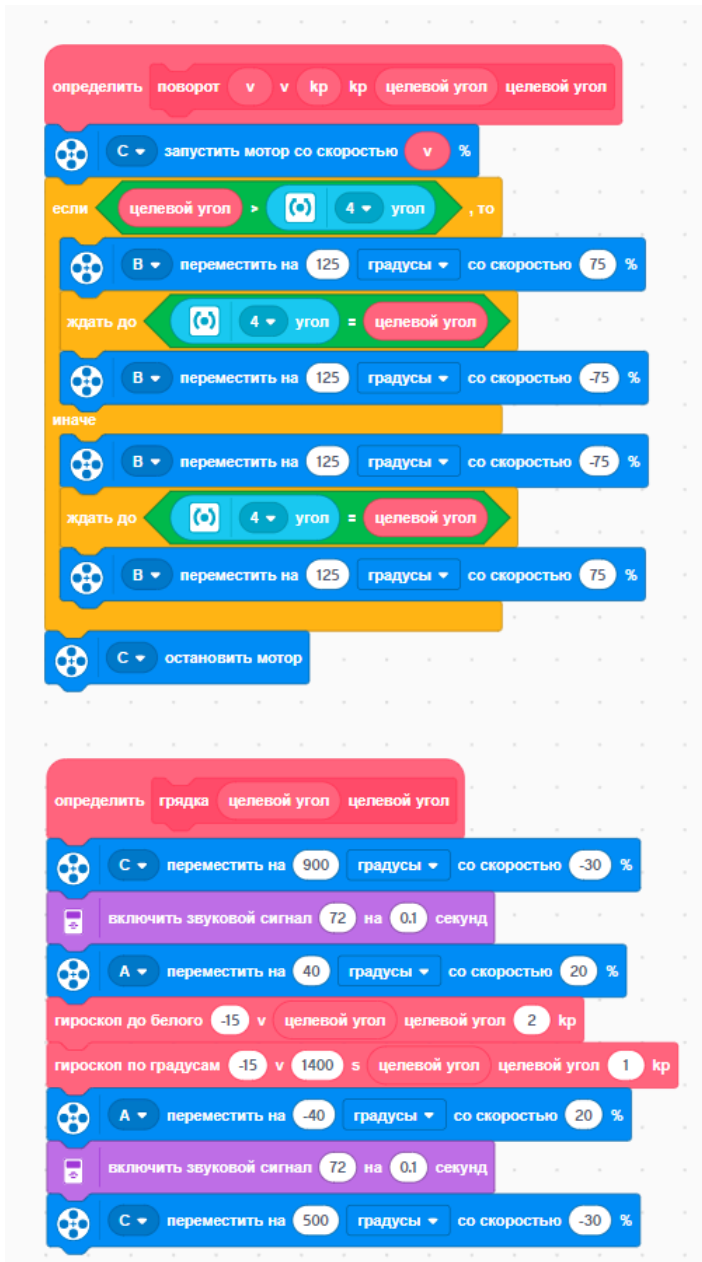 определить поворот v v kp kp целевой угол целевой угол
C запустить мотор со скоростью v %
если целевой угол > 4 угол , то
B переместить на 125 градусы со скоростью 75 %
ждать до 4 угол = целевой угол
B переместить на 125 градусы со скоростью -75 %
иначе
B переместить на 125 градусы со скоростью -75 %
ждать до 4 угол = целевой угол
B переместить на 125 градусы со скоростью 75 %
C остановить мотор
определить грядка целевой угол целевой угол
C переместить на 900 градусы со скоростью -30 %
включить звуковой сигнал 72 на 0.1 секунд
A переместить на 40 градусы со скоростью 20 %
гироскоп до белого -15 v целевой угол целевой угол 2 kp
гироскоп по градусам -15 v 1400 s целевой угол целевой угол 1 kp
A переместить на -40 градусы со скоростью 20 %
включить звуковой сигнал 72 на 0.1 секунд
C переместить на 500 градусы со скоростью -30 %